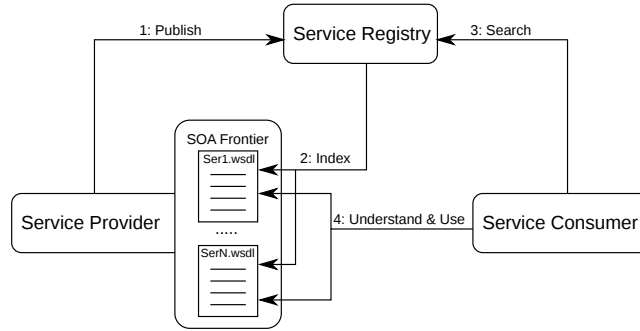 1: Publish
Service Registry
3: Search
SOA Frontier
Ser1.wsdl
2: Index
Service Provider
4: Understand & Use
Service Consumer
.....
SerN.wsdl